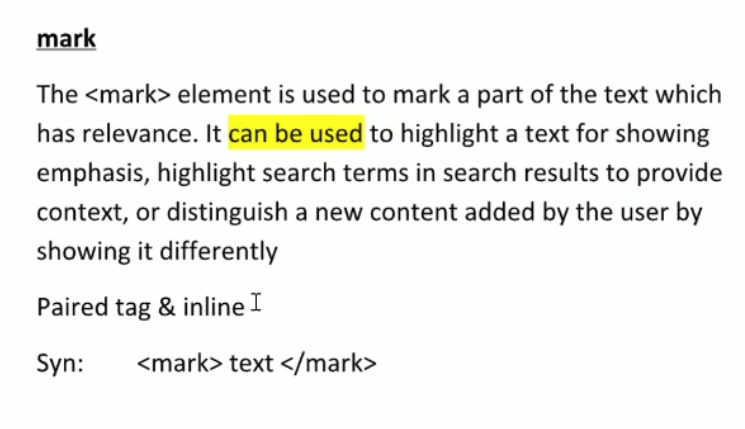 mark
The <mark> element is used to mark a part of the text which
has relevance. It can be used to highlight a text for showing
emphasis, highlight search terms in search results to provide
context, or distinguish a new content added by the user by
showing it differently
Paired tag & inline
Syn: <mark> text </mark>